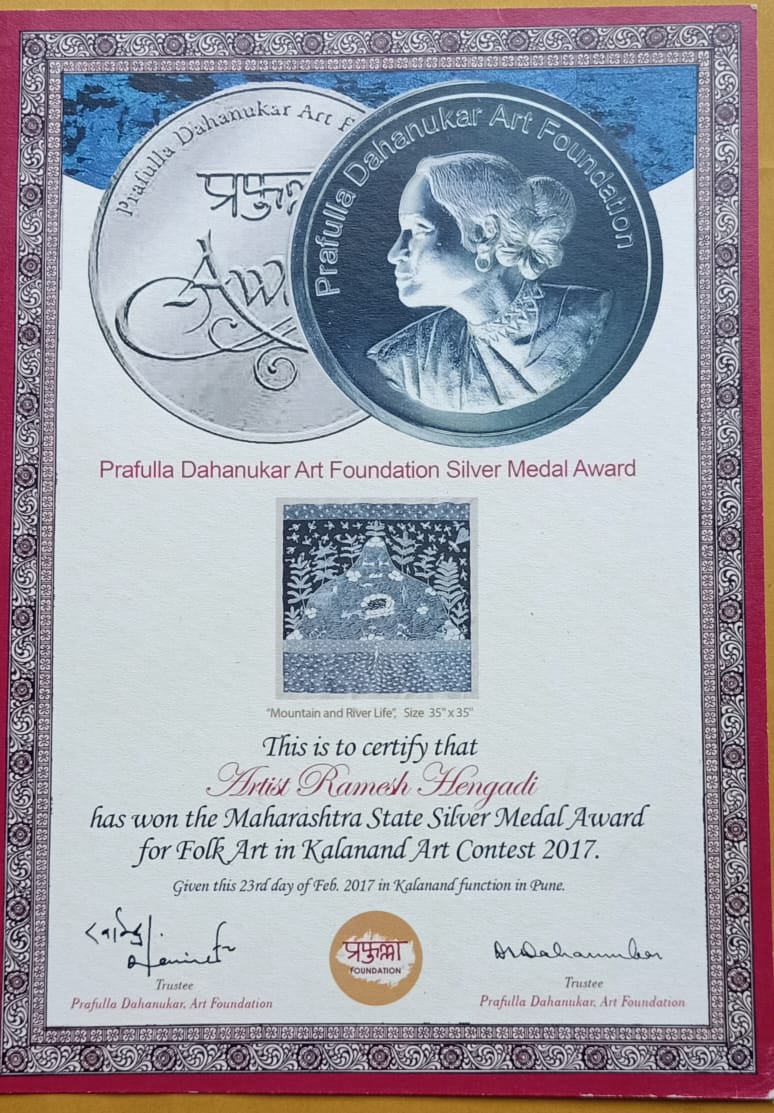 Prafulla Dahanukar Art F
प्रफुल्ल
Aw
Prafulla Dahanukar Art Foundation
Prafulla Dahanukar Art Foundation Silver Medal Award
"Mountain and River Life", Size 35" x 35"
This is to certify that
Artist Ramesh Hengadi
has won the Maharashtra State Silver Medal Award
for Folk Art in Kalanand Art Contest 2017.
Given this 23rd day of Feb. 2017 in Kalanand function in Pune.
प्रफुल्ला
FOUNDATION
Trustee
Prafulla Dahanukar, Art Foundation
Trustee
Prafulla Dahanukar, Art Foundation